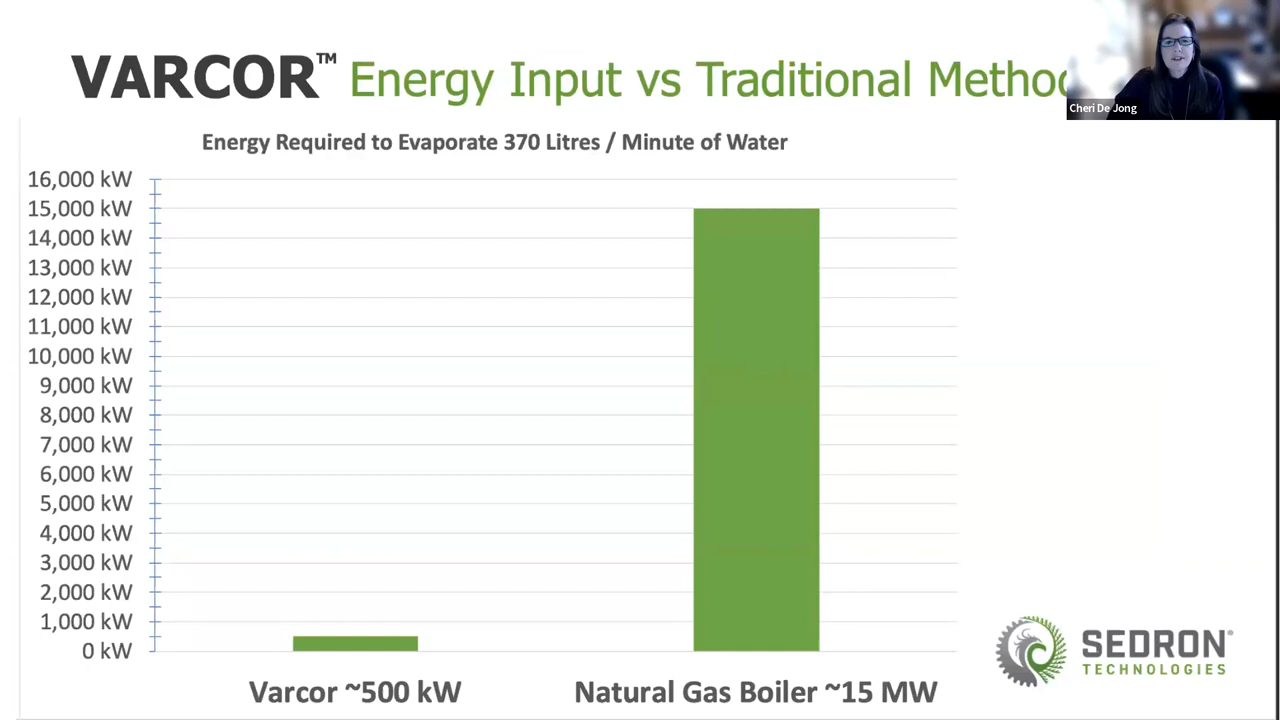 VARCOR™ Energy Input vs Traditional
Cheri De Jong
Energy Required to Evaporate 370 Litres / Minute of Water
16,000 kW
15,000 kW
14,000 kW
13,000 kW
12,000 kW
11,000 kW
10,000 kW
9,000 kW
8,000 kW
7,000 kW
6,000 kW
5,000 kW
4,000 kW
3,000 kW
2,000 kW
1,000 kW
0 kW
Varcor ~500 kW
Natural Gas Boiler ~15 MW
SEDRON®
TECHNOLOGIES